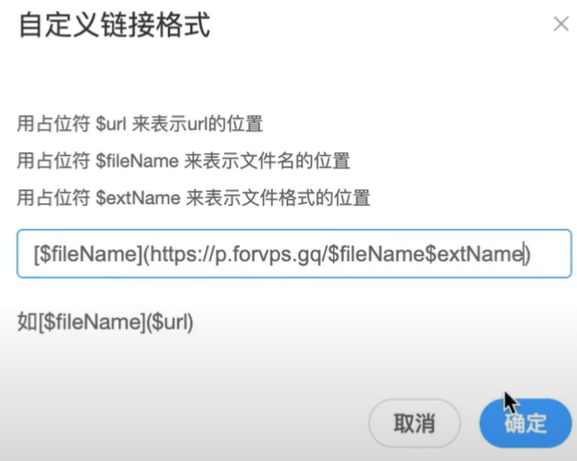 自定义链接格式
用占位符 $url 来表示url的位置
用占位符 $fileName 来表示文件名的位置
用占位符 $extName 来表示文件格式的位置
[$fileName](https://p.forvps.gq/$fileName$extName)
如[$fileName]($url)
取消 确定